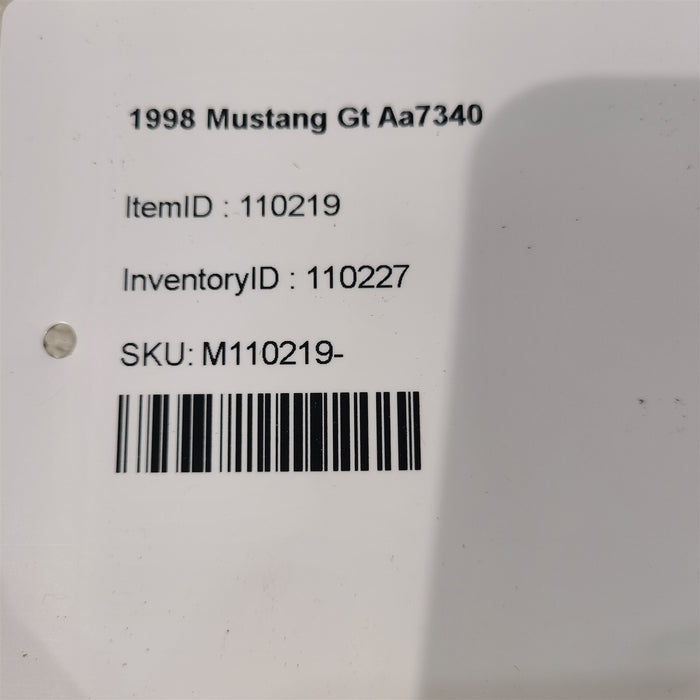 1998 Mustang Gt Aa7340
ItemID : 110219
InventoryID : 110227
SKU: M110219-